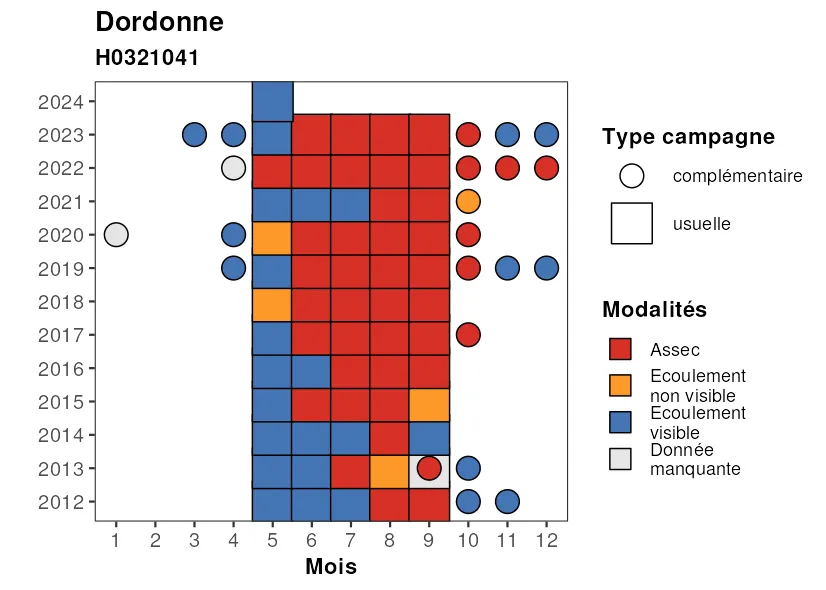 Dordonne
H0321041
2024
2023
2022
2021
2020
2019
2018
2017
2016
2015
2014
2013
2012
1 2 3 4 5 6 7 8 9 10 11 12
Mois
Type campagne
complémentaire
usuelle
Modalités
Assec
Ecoulement
non visible
Ecoulement
visible
Donnée
manquante